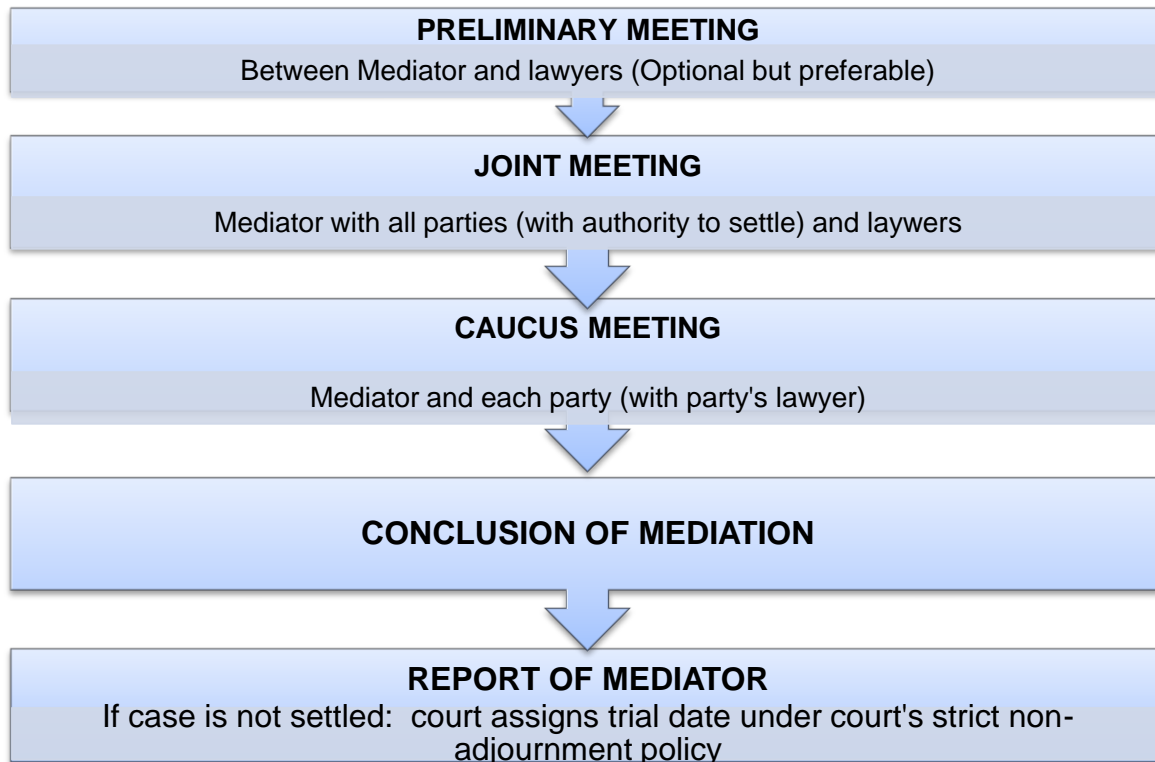 PRELIMINARY MEETING
Between Mediator and lawyers (Optional but preferable)
JOINT MEETING
Mediator with all parties (with authority to settle) and laywers
CAUCUS MEETING
Mediator and each party (with party's lawyer)
CONCLUSION OF MEDIATION
REPORT OF MEDIATOR
If case is not settled:  court assigns trial date under court's strict non-
adjournment policy